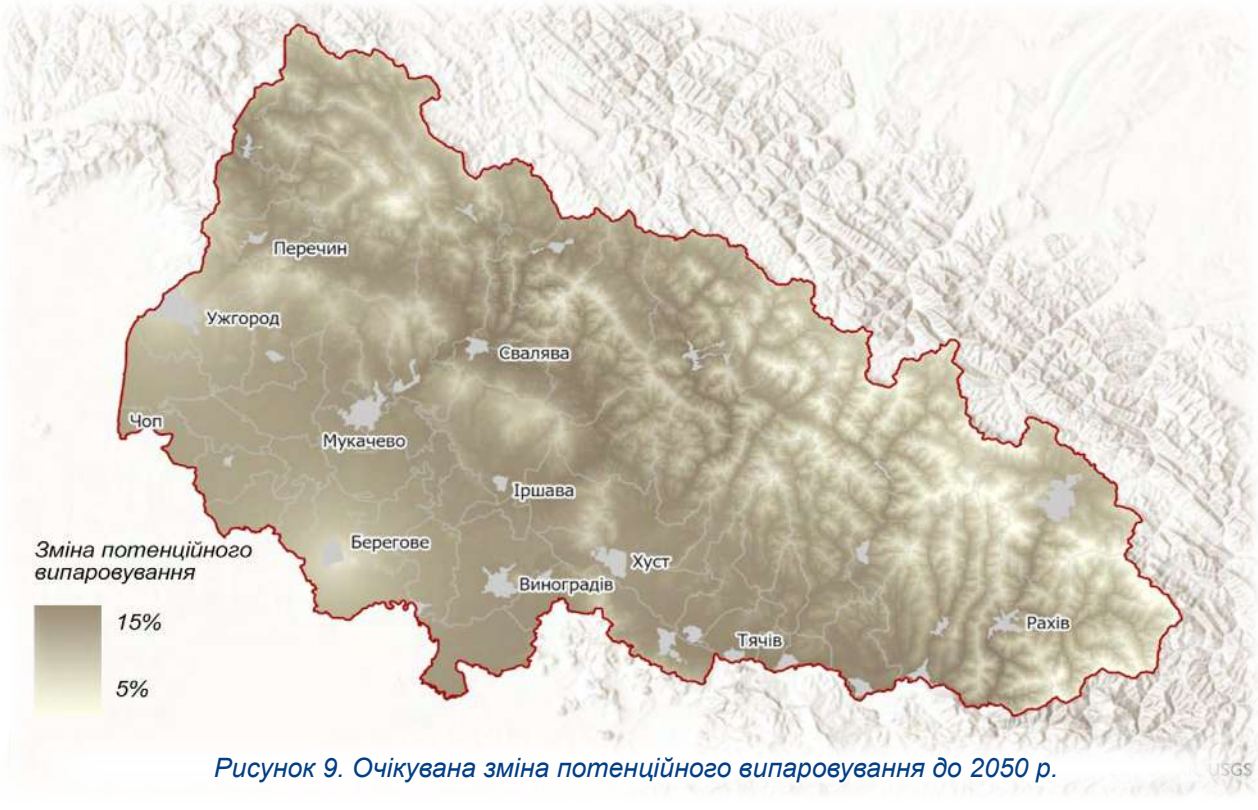 Перечин
Ужгород
Свалява
Чоп
Мукачево
Іршава
Берегове
Хуст
Виноградів
Рахів
Тячів
Зміна потенційного
випаровування
15%
5%
Рисунок 9. Очікувана зміна потенційного випаровування до 2050 р.
USGS